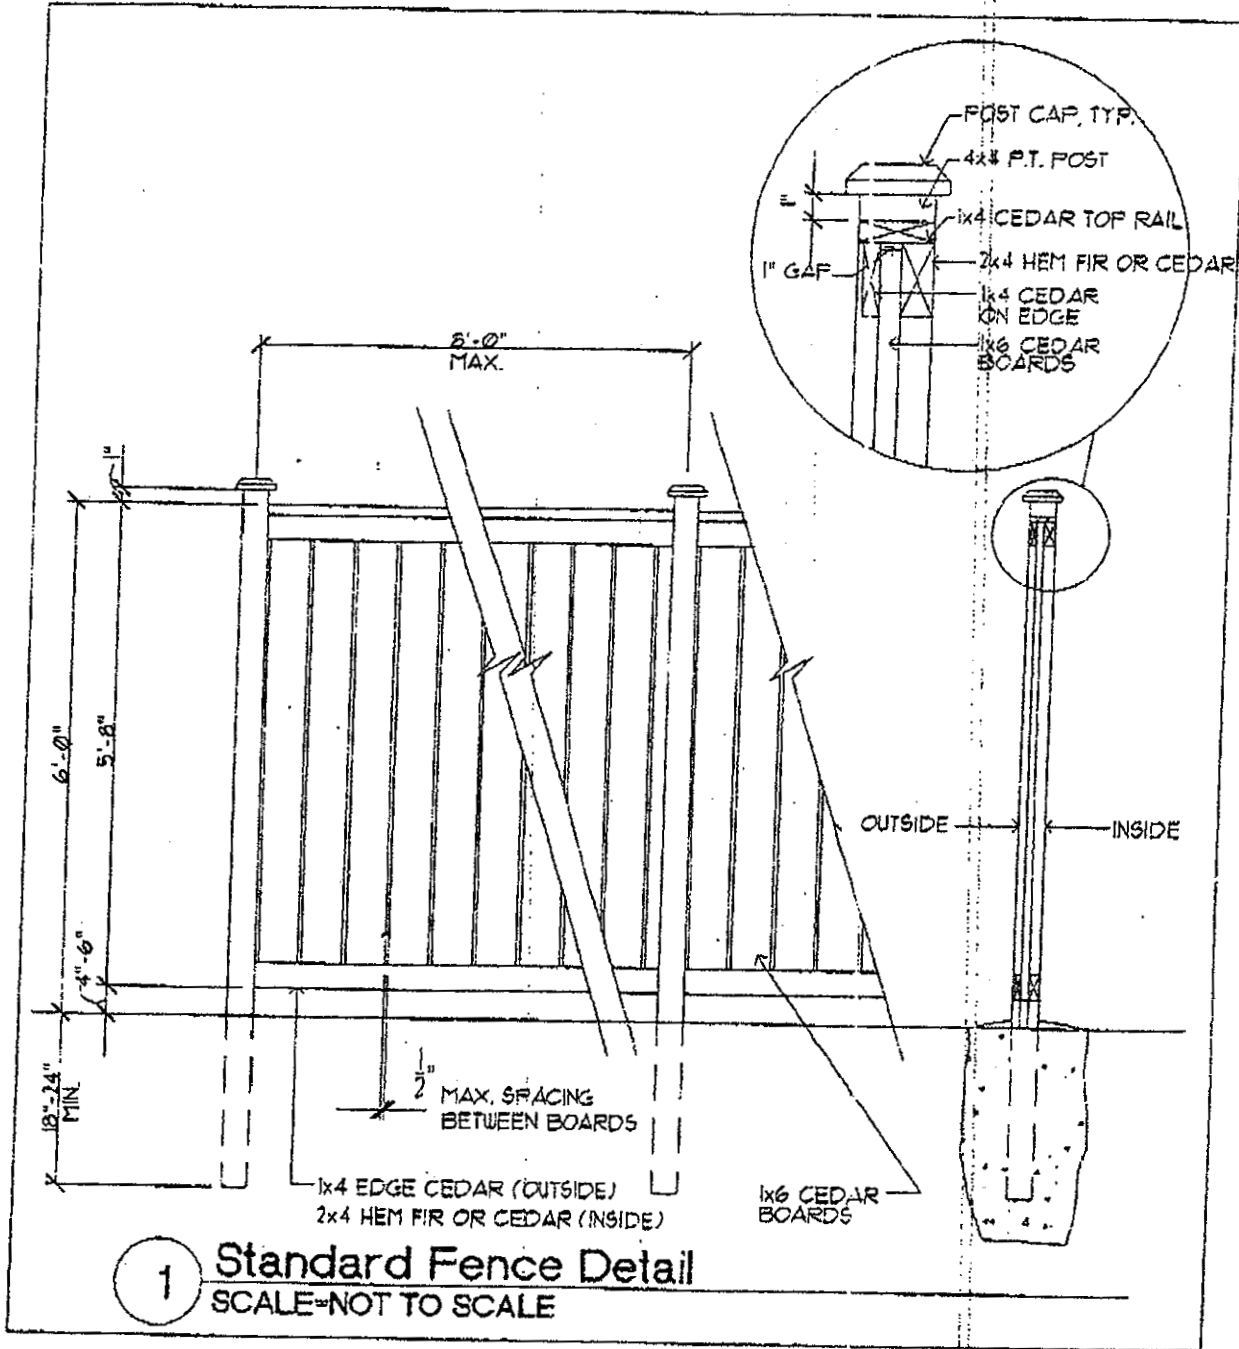 POST CAP, TYP.
4x4 P.T. POST
1"
1x4 CEDAR TOP RAIL
1" GAP
2x4 HEM FIR OR CEDAR
1x4 CEDAR
ON EDGE
1x6 CEDAR
BOARDS
8'-0"
MAX.
1"
6'-0"
5'-8"
4"-6"
OUTSIDE
INSIDE
18"-24"
MIN.
1/2"
MAX. SPACING
BETWEEN BOARDS
1x4 EDGE CEDAR (OUTSIDE)
2x4 HEM FIR OR CEDAR (INSIDE)
1x6 CEDAR
BOARDS
1
Standard Fence Detail
SCALE=NOT TO SCALE